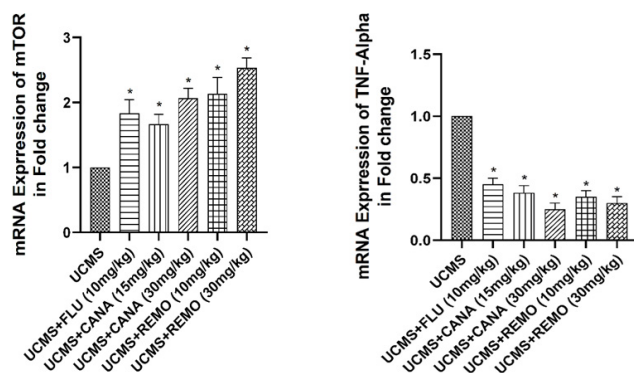 mRNA Exprression of mTOR
in Fold change
3
2
1
0
*
*
*
*
*
UCMS
UCMS+FLU (10mg/kg)
UCMS+CANA (15mg/kg)
UCMS+CANA (30mg/kg)
UCMS+REMO (10mg/kg)
UCMS+REMO (30mg/kg)
mRNA Exprression of TNF-Alpha
in Fold change
1.5
1.0
0.5
0.0
*
*
*
*
*
UCMS
UCMS+FLU (10mg/kg)
UCMS+CANA (15mg/kg)
UCMS+CANA (30mg/kg)
UCMS+REMO (10mg/kg)
UCMS+REMO (30mg/kg)